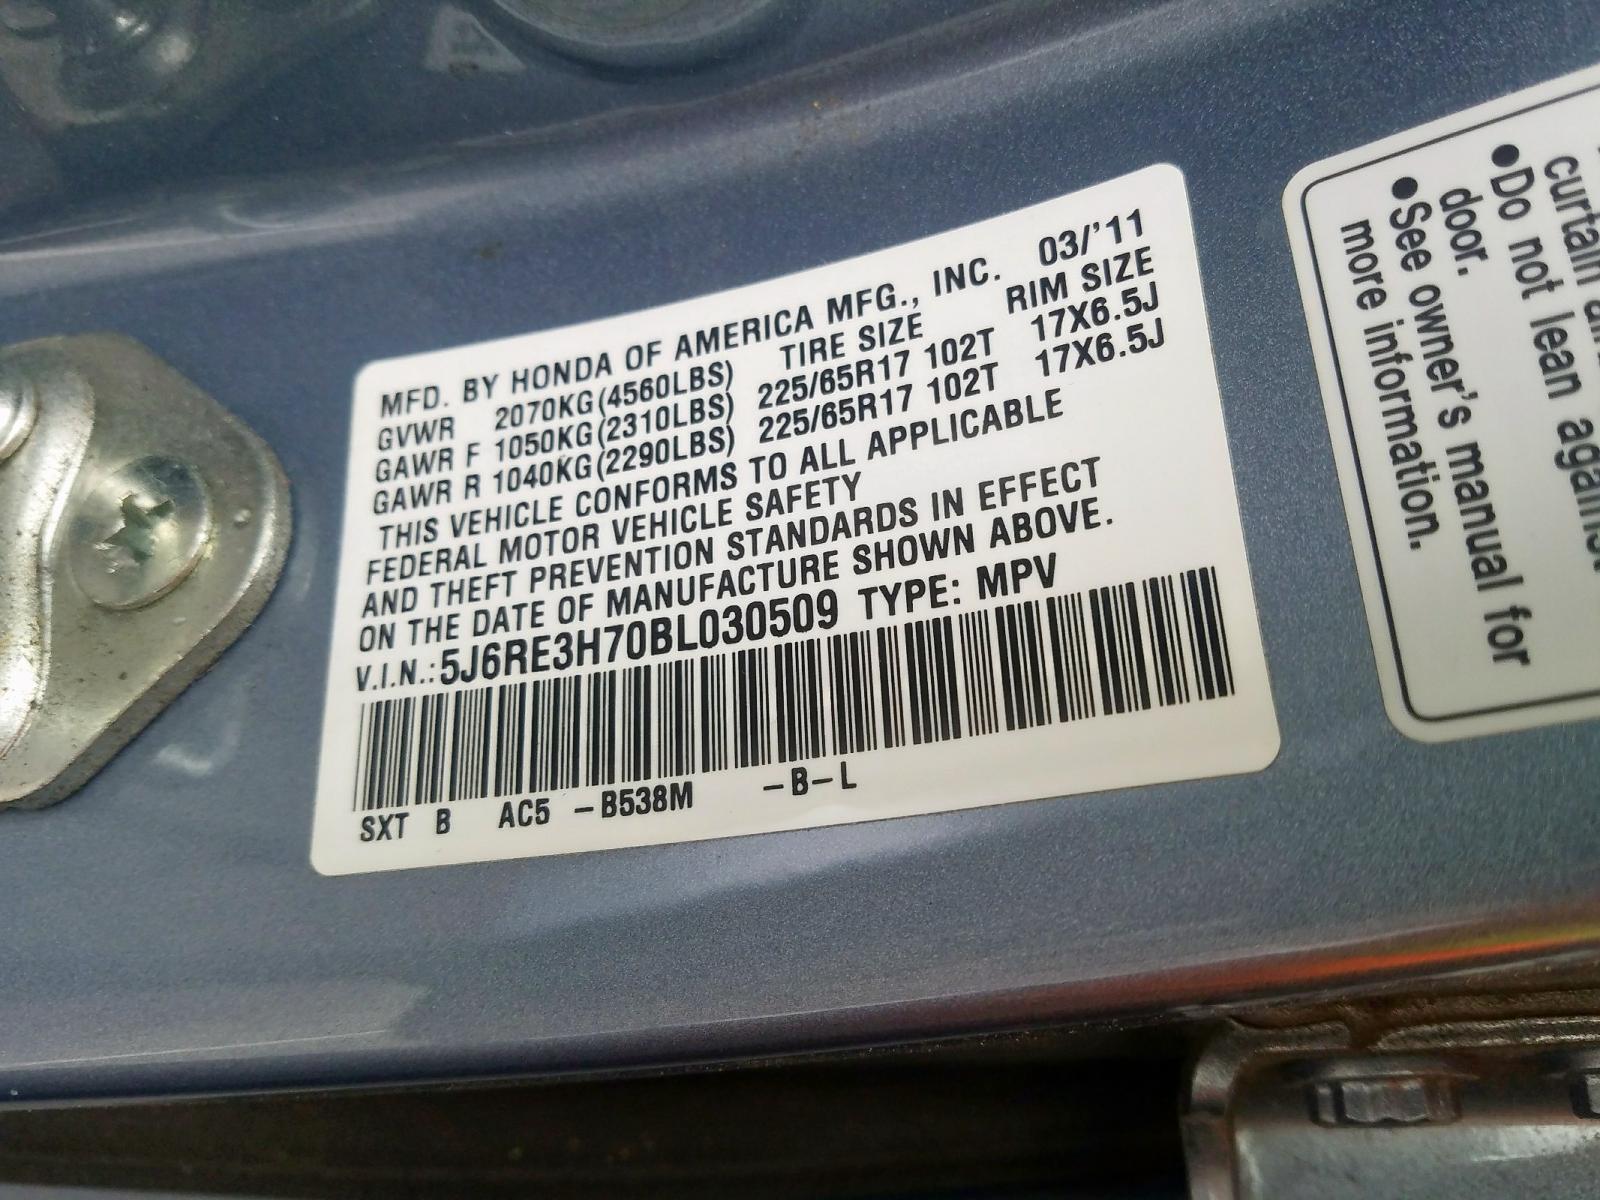 MFD. BY HONDA OF AMERICA MFG., INC. 03/'11
GVWR 2070KG(4560LBS) TIRE SIZE RIM SIZE
GAWR F 1050KG(2310LBS) 225/65R17 102T 17X6.5J
GAWR R 1040KG(2290LBS) 225/65R17 102T 17X6.5J
THIS VEHICLE CONFORMS TO ALL APPLICABLE
FEDERAL MOTOR VEHICLE SAFETY
AND THEFT PREVENTION STANDARDS IN EFFECT
ON THE DATE OF MANUFACTURE SHOWN ABOVE.
V.I.N.:5J6RE3H70BL030509 TYPE: MPV
SXT B AC5 -B538M -B-L
curtain
●Do not lean against
door.
●See owner's manual for
more information.